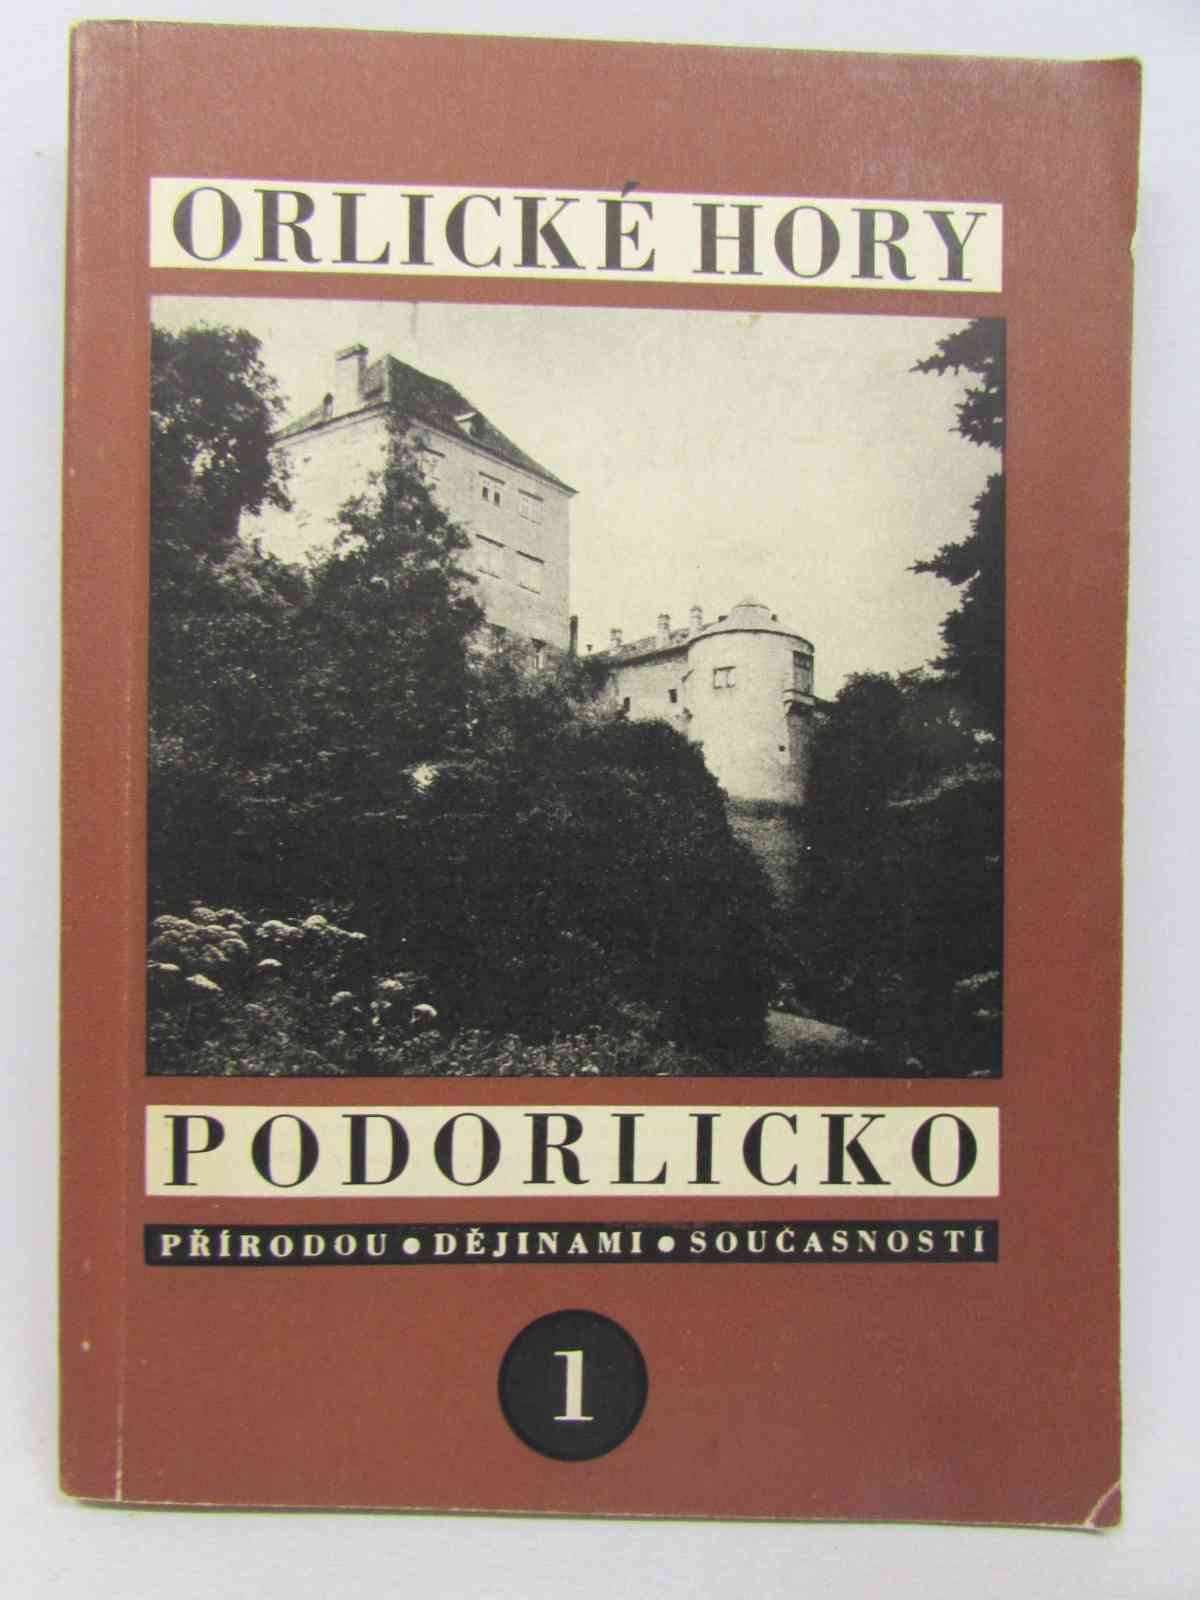 ORLICKÉ HORY
PODORLICKO
PŘÍRODOU • DĚJINAMI • SOUČASNOSTÍ
1